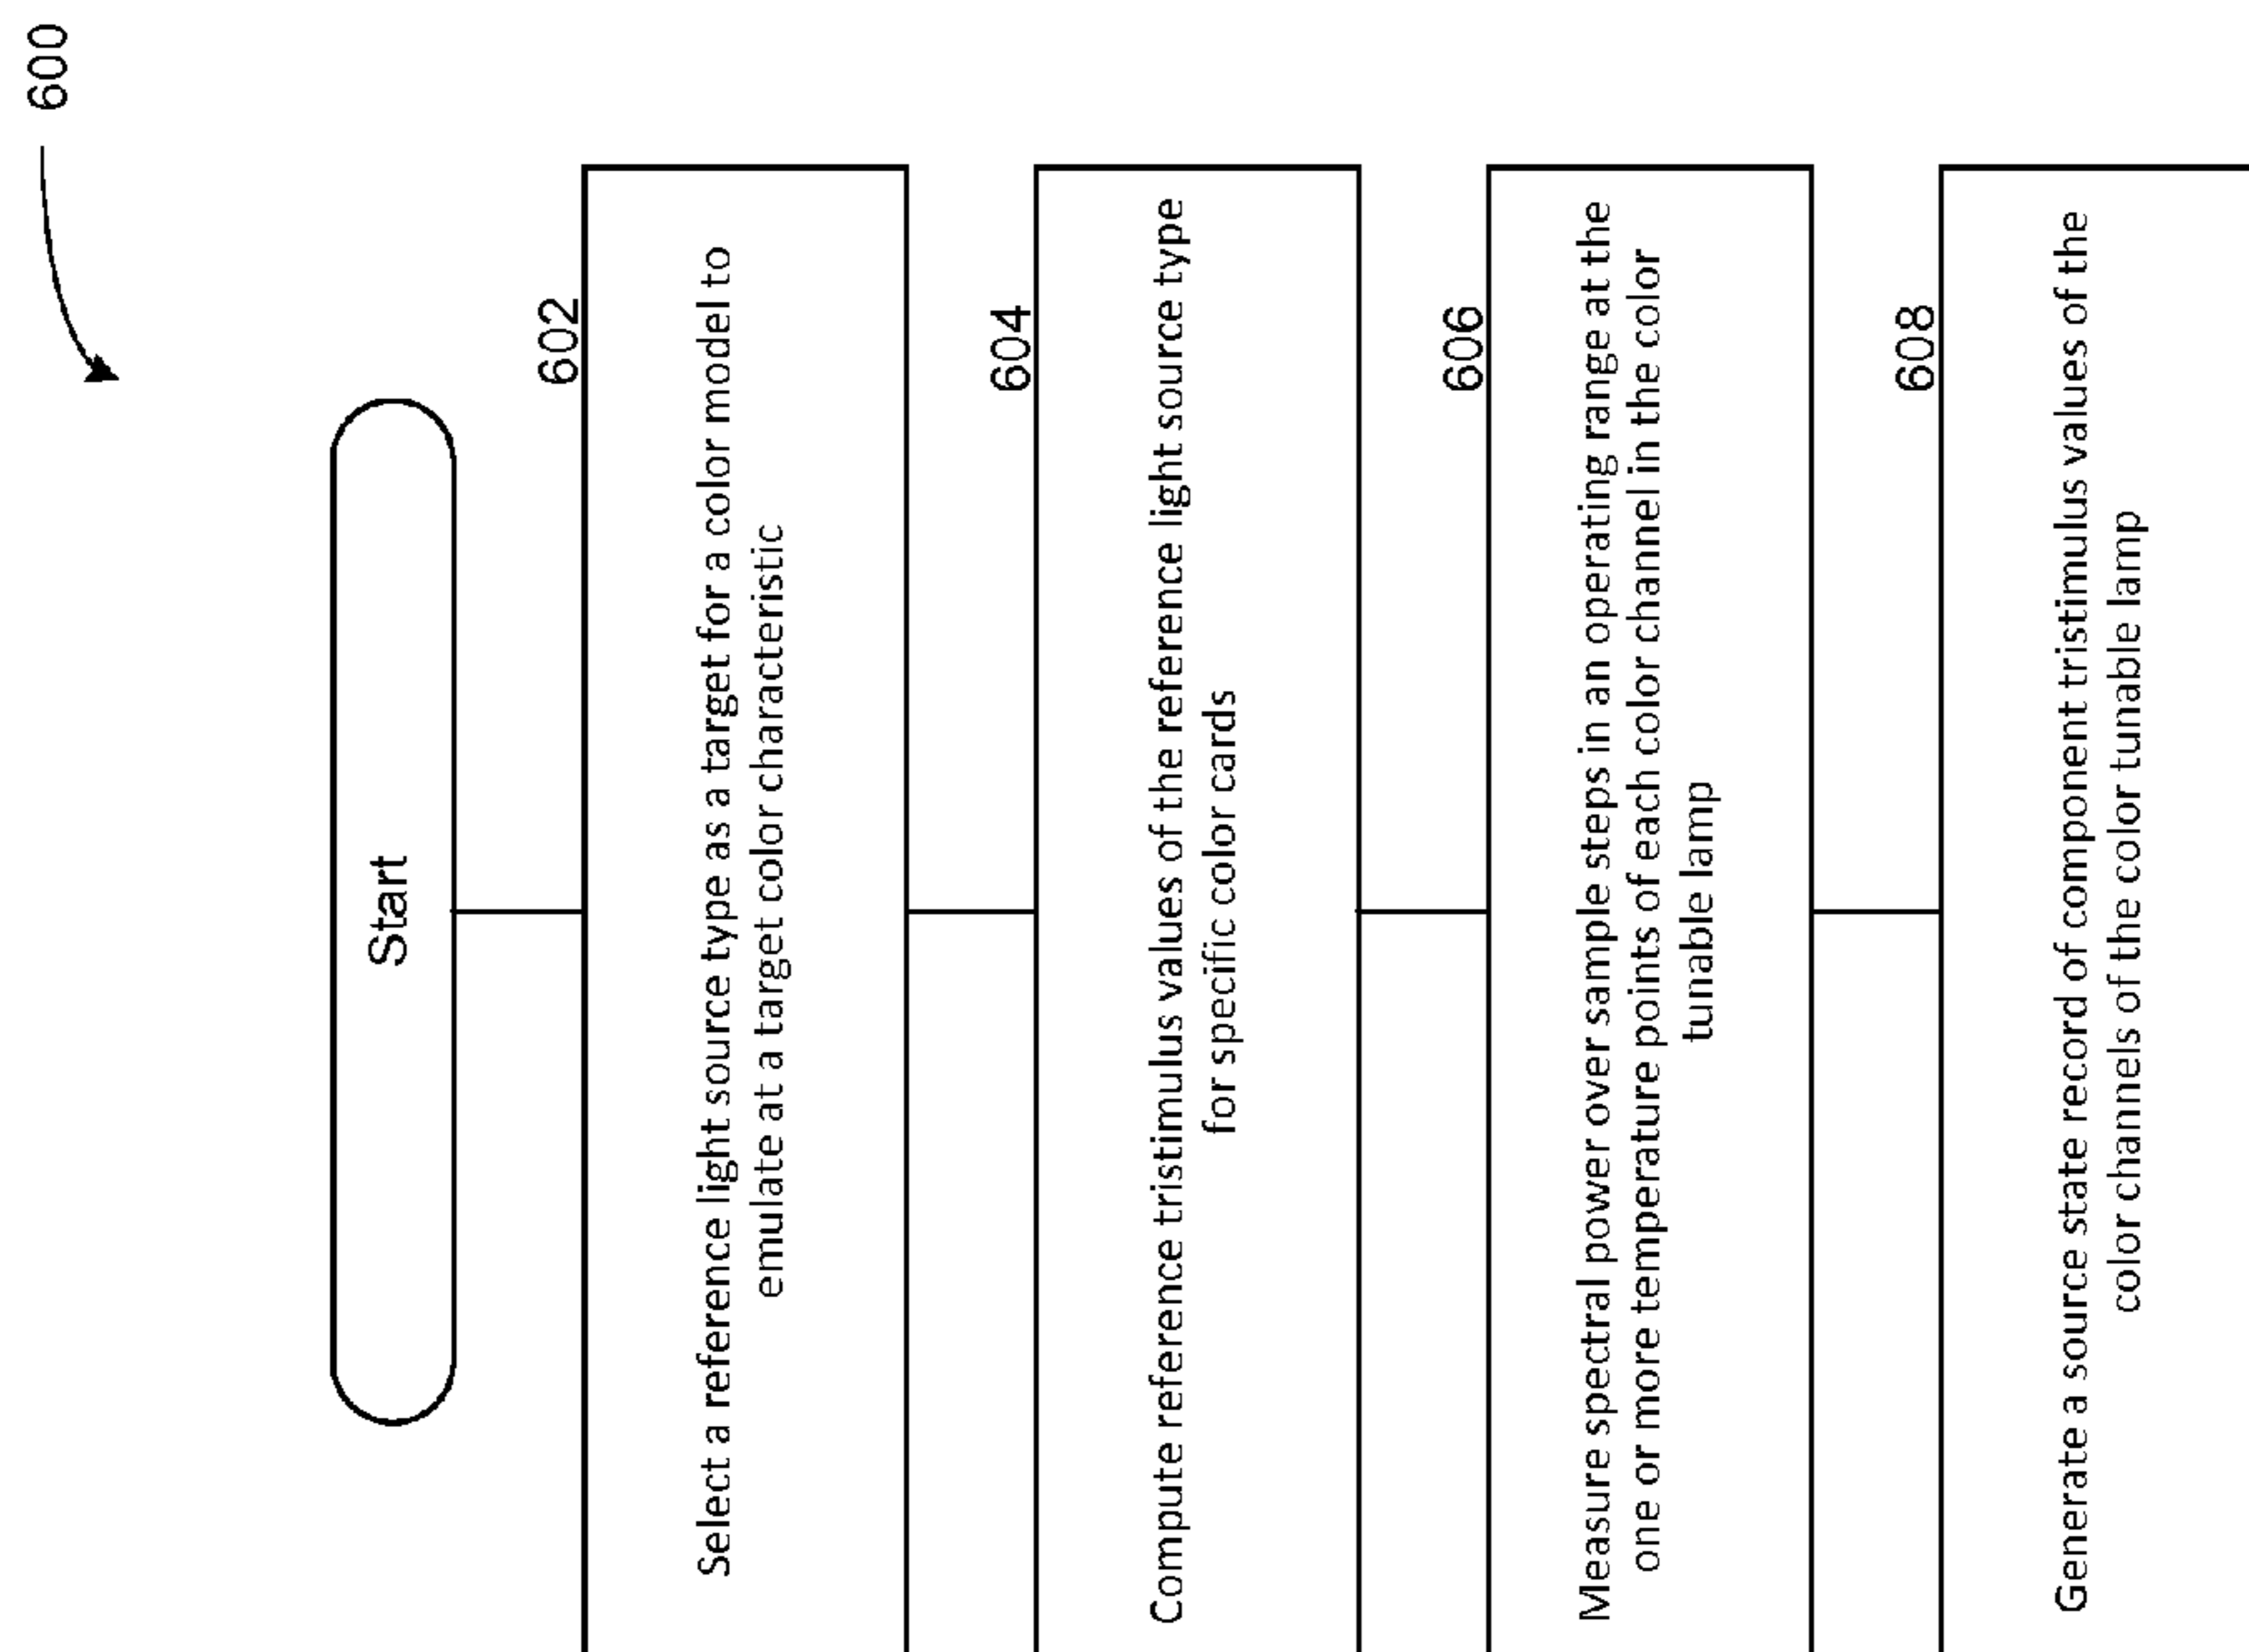 600
Start
602
Select a reference light source type as a target for a color model to
emulate at a target color characteristic
604
Compute reference tristimulus values of the reference light source type
for specific color cards
606
Measure spectral power over sample steps in an operating range at the
one or more temperature points of each color channel in the color
tunable lamp
608
Generate a source state record of component tristimulus values of the
color channels of the color tunable lamp